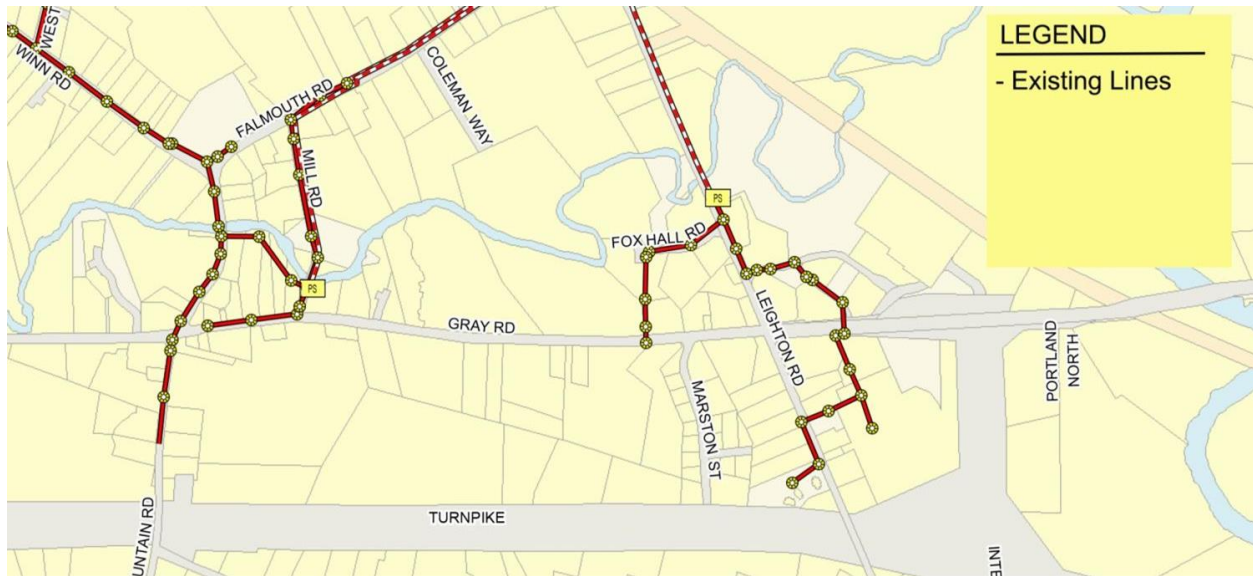 LEGEND
- Existing Lines
WEST
WINN RD
FALMOUTH RD
COLEMAN WAY
MILL RD
PS
FOX HALL RD
PS
GRAY RD
LEIGHTON RD
MARSTON ST
PORTLAND
NORTH
TURNPIKE
UNTAIN RD
INTE